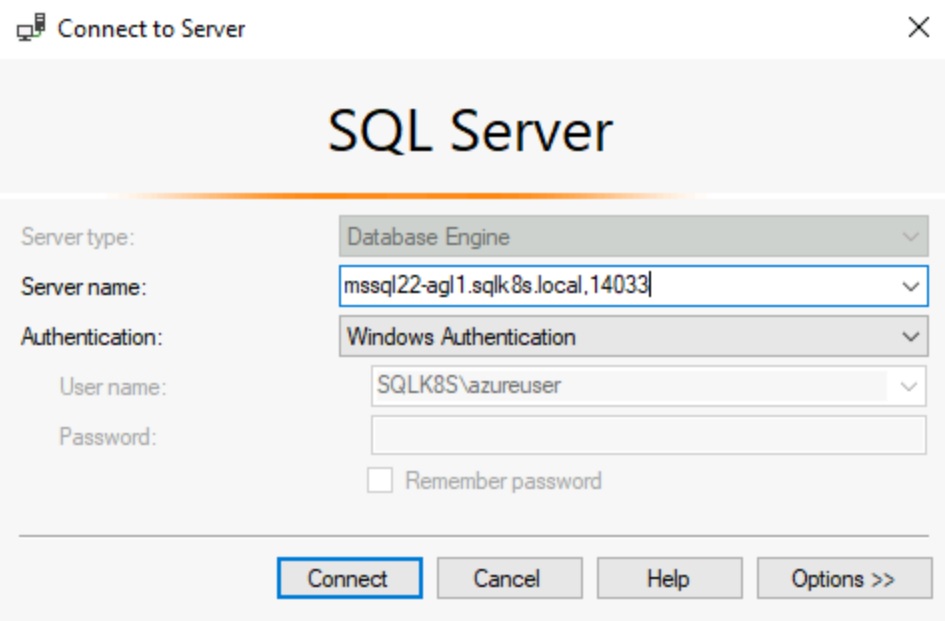 Connect to Server
SQL Server
Server type: Database Engine
Server name: mssql22-agl1.sqlk8s.local,14033
Authentication: Windows Authentication
User name: SQLK8S\azureuser
Password:
Remember password
Connect Cancel Help Options >>